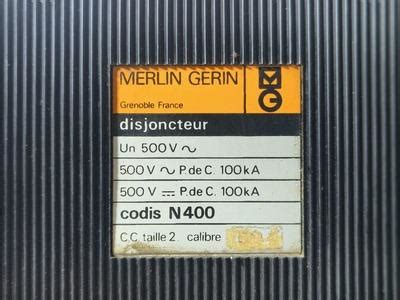 MERLIN GERIN
Grenoble France
disjoncteur
Un 500 V ∼
500 V ∼ P. de C. 100 kA
500 V ⎓ P. de C. 100 kA
codis N400
C.C. taille 2. calibre